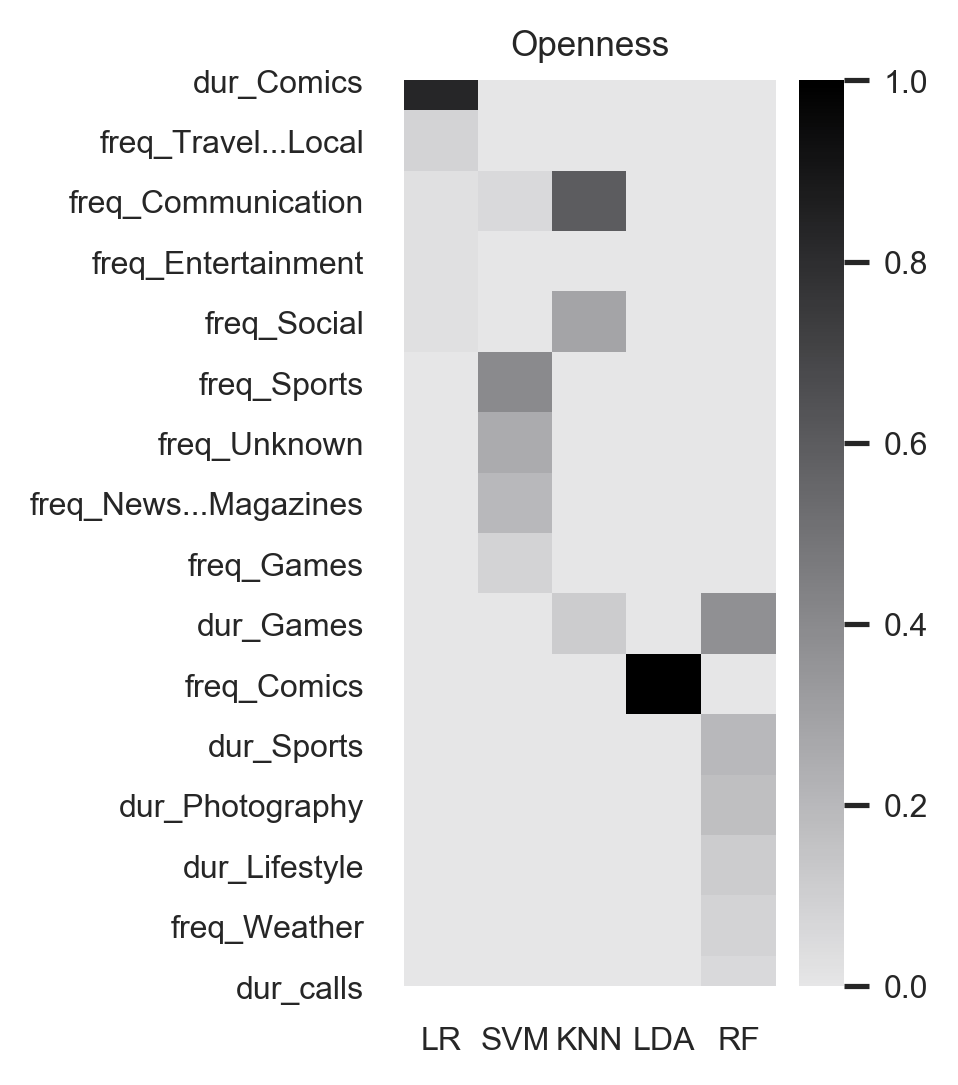 Openness
dur_Comics
freq_Travel...Local
freq_Communication
freq_Entertainment
freq_Social
freq_Sports
freq_Unknown
freq_News...Magazines
freq_Games
dur_Games
freq_Comics
dur_Sports
dur_Photography
dur_Lifestyle
freq_Weather
dur_calls
LR SVM KNN LDA RF
1.0
0.8
0.6
0.4
0.2
0.0